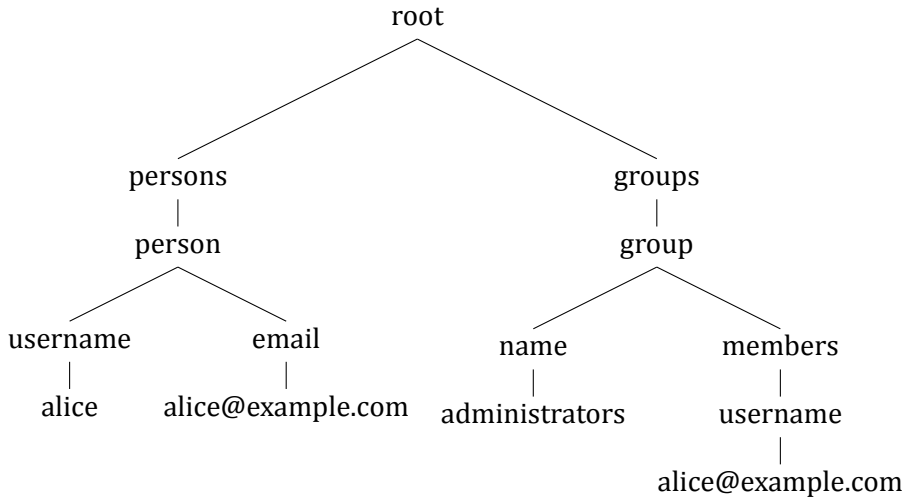 root
persons groups
person group
username email name members
alice alice@example.com administrators username
alice@example.com